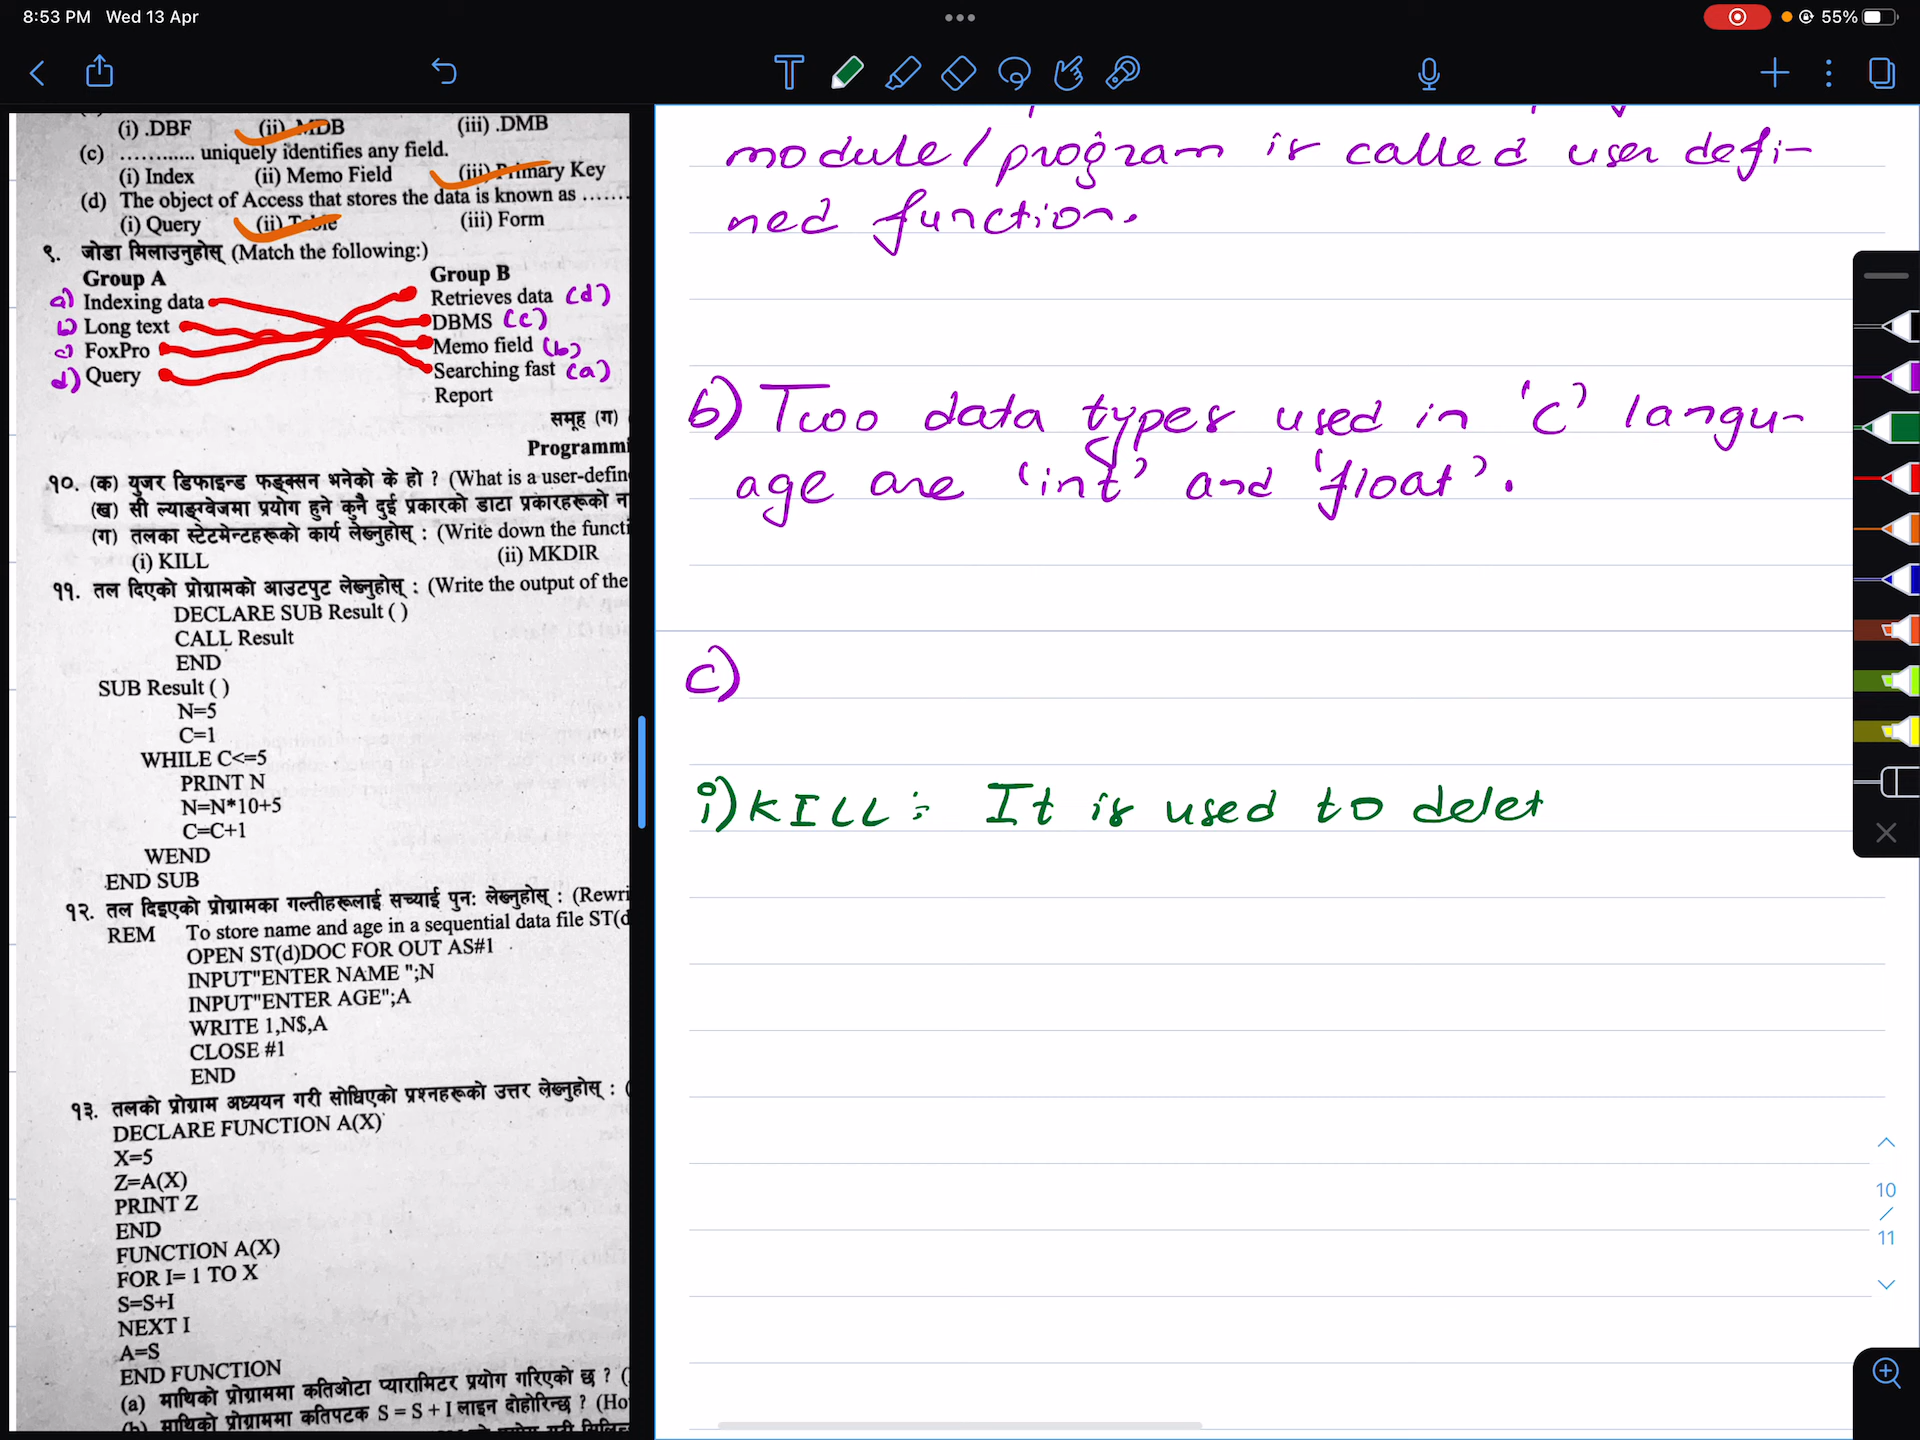 8:53 PM Wed 13 Apr
55%
(i) .DBF (ii) .MDB (iii) .DMB
(c) ............ uniquely identifies any field.
(i) Index (ii) Memo Field (iii) Primary Key
(d) The object of Access that stores the data is known as ......
(i) Query (ii) Table (iii) Form
९. जोडा मिलाउनुहोस् (Match the following:)
Group A Group B
a) Indexing data Retrieves data (d)
b) Long text DBMS (c)
c) FoxPro Memo field (b)
d) Query Searching fast (a)
Report
समूह (ग)
Programmi
१०. (क) युजर डिफाइन्ड फङ्क्सन भनेको के हो ? (What is a user-defin
(ख) सी ल्याङ्ग्वेजमा प्रयोग हुने कुनै दुई प्रकारको डाटा प्रकारहरूको न
(ग) तलका स्टेटमेन्टहरूको कार्य लेख्नुहोस् : (Write down the functi
(i) KILL (ii) MKDIR
११. तल दिएको प्रोग्रामको आउटपुट लेख्नुहोस् : (Write the output of the
DECLARE SUB Result ( )
CALL Result
END
SUB Result ( )
N=5
C=1
WHILE C<=5
PRINT N
N=N*10+5
C=C+1
WEND
END SUB
१२. तल दिइएको प्रोग्रामका गल्तीहरूलाई सच्याई पुनः लेख्नुहोस् : (Rewri
REM To store name and age in a sequential data file ST(d
OPEN ST(d)DOC FOR OUT AS#1
INPUT"ENTER NAME ";N
INPUT"ENTER AGE";A
WRITE 1,N$,A
CLOSE #1
END
१३. तलको प्रोग्राम अध्ययन गरी सोधिएको प्रश्नहरूको उत्तर लेख्नुहोस् : (
DECLARE FUNCTION A(X)
X=5
Z=A(X)
PRINT Z
END
FUNCTION A(X)
FOR I= 1 TO X
S=S+I
NEXT I
A=S
END FUNCTION
(a) माथिको प्रोग्राममा कतिओटा प्यारामिटर प्रयोग गरिएको छ ? (
(b) माथिको प्रोग्राममा कतिपटक S = S + I लाइन दोहोरिन्छ ? (Ho
module/program is called user defi-
ned function.
b) Two data types used in 'C' langu-
age are 'int' and 'float'.
c)
i) KILL: It is used to delet
10
/
11